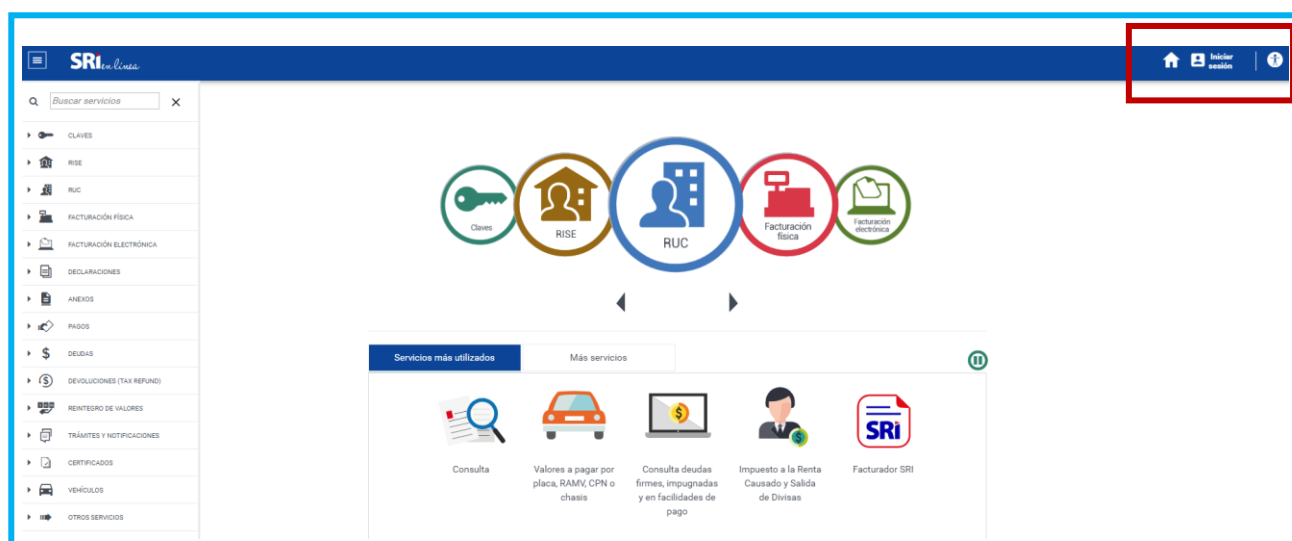 SRi en línea
Iniciar
sesión
Buscar servicios
CLAVES
RISE
RUC
FACTURACIÓN FÍSICA
FACTURACIÓN ELECTRÓNICA
DECLARACIONES
ANEXOS
PAGOS
DEUDAS
DEVOLUCIONES (TAX REFUND)
REINTEGRO DE VALORES
TRÁMITES Y NOTIFICACIONES
CERTIFICADOS
VEHÍCULOS
OTROS SERVICIOS
Claves
RISE
RUC
Facturación
física
Facturación
electrónica
Servicios más utilizados
Más servicios
SRi
Consulta
Valores a pagar por
placa, RAMV, CPN o
chasis
Consulta deudas
firmes, impugnadas
y en facilidades de
pago
Impuesto a la Renta
Causado y Salida
de Divisas
Facturador SRI